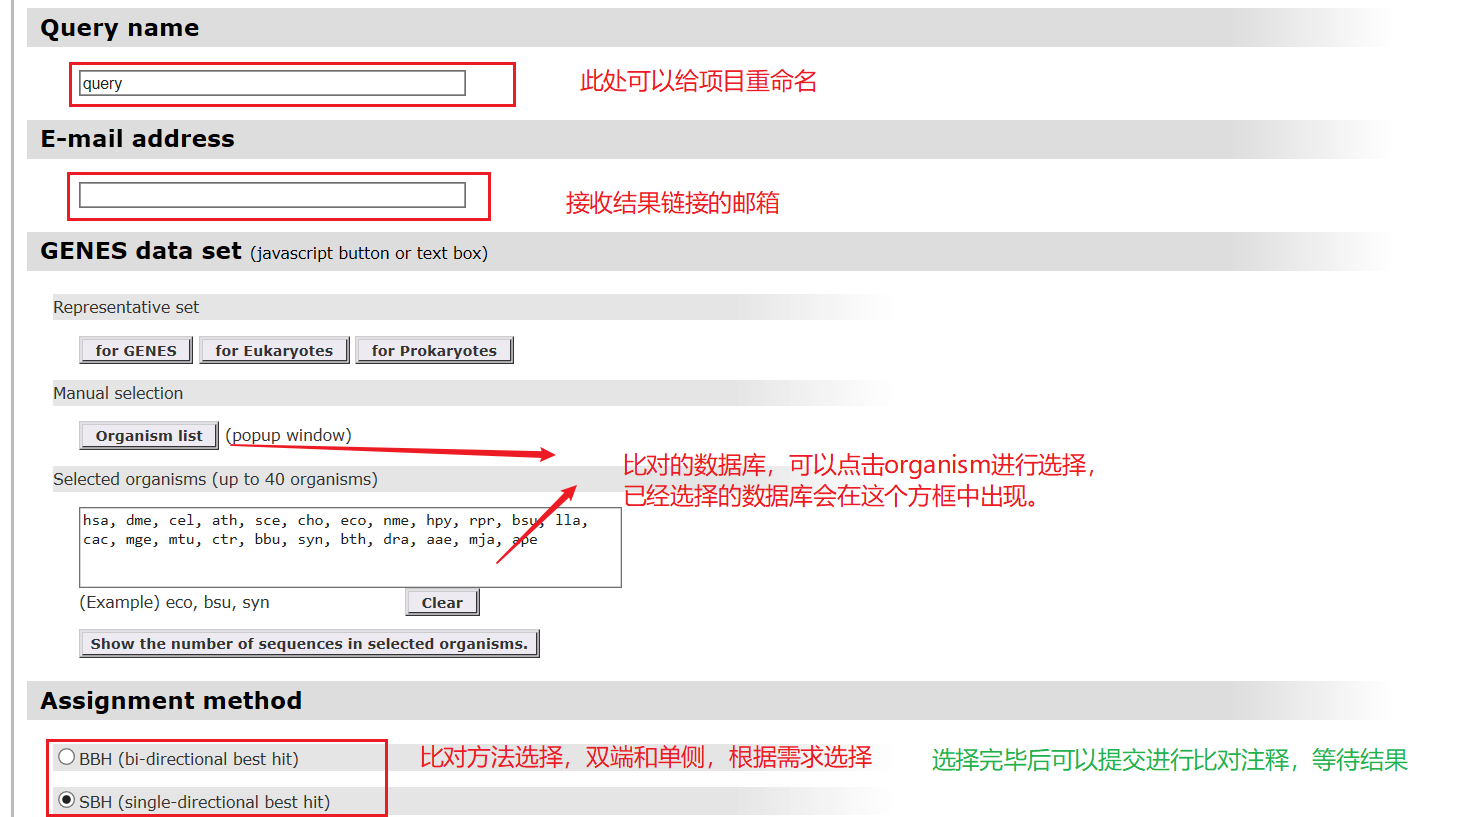 Query name
query
此处可以给项目重命名
E-mail address
接收结果链接的邮箱
GENES data set (javascript button or text box)
Representative set
for GENES for Eukaryotes for Prokaryotes
Manual selection
Organism list (popup window)
比对的数据库，可以点击organism进行选择，
已经选择的数据库会在这个方框中出现。
Selected organisms (up to 40 organisms)
hsa, dme, cel, ath, sce, cho, eco, nme, hpy, rpr, bsu, lla,
cac, mge, mtu, ctr, bbu, syn, bth, dra, aae, mja, ape
(Example) eco, bsu, syn Clear
Show the number of sequences in selected organisms.
Assignment method
BBH (bi-directional best hit)
SBH (single-directional best hit)
比对方法选择，双端和单侧，根据需求选择
选择完毕后可以提交进行比对注释，等待结果